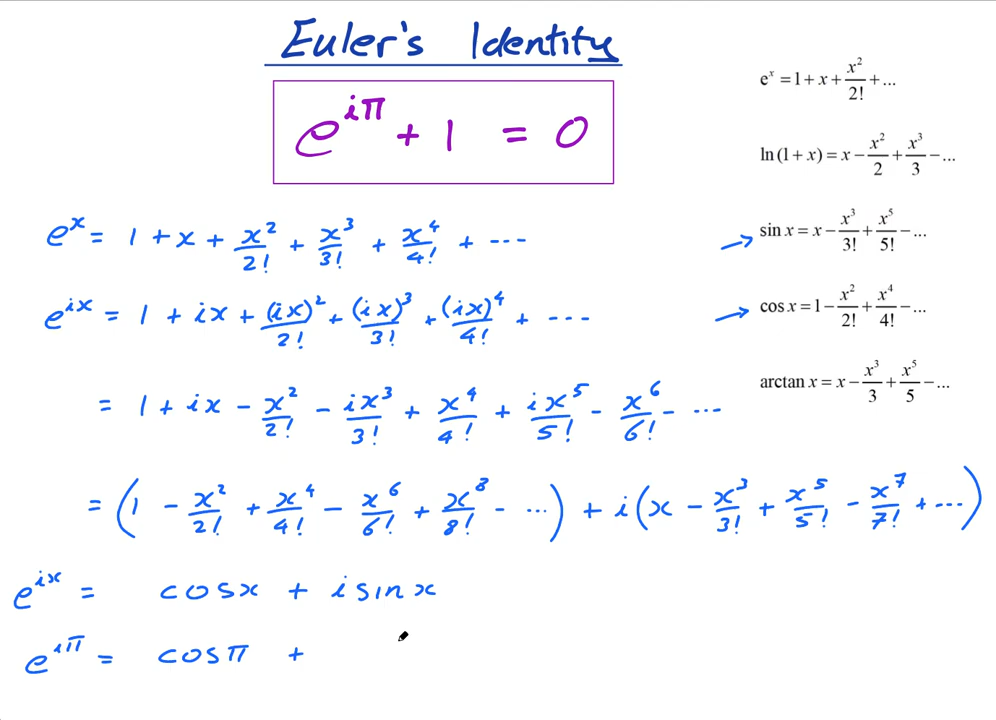 Euler's Identity
e^{iπ} + 1 = 0
e^x = 1 + x + x²/2! + x³/3! + x⁴/4! + ...
e^{ix} = 1 + ix + (ix)²/2! + (ix)³/3! + (ix)⁴/4! + ...
= 1 + ix - x²/2! - ix³/3! + x⁴/4! + ix⁵/5! - x⁶/6! - ...
= (1 - x²/2! + x⁴/4! - x⁶/6! + x⁸/8! - ...) + i(x - x³/3! + x⁵/5! - x⁷/7! + ...)
e^{ix} = cosx + i sinx
e^{iπ} = cosπ +
e^x = 1 + x + x²/2! + ...
ln(1 + x) = x - x²/2 + x³/3 - ...
→ sin x = x - x³/3! + x⁵/5! - ...
→ cos x = 1 - x²/2! + x⁴/4! - ...
arctan x = x - x³/3 + x⁵/5 - ...